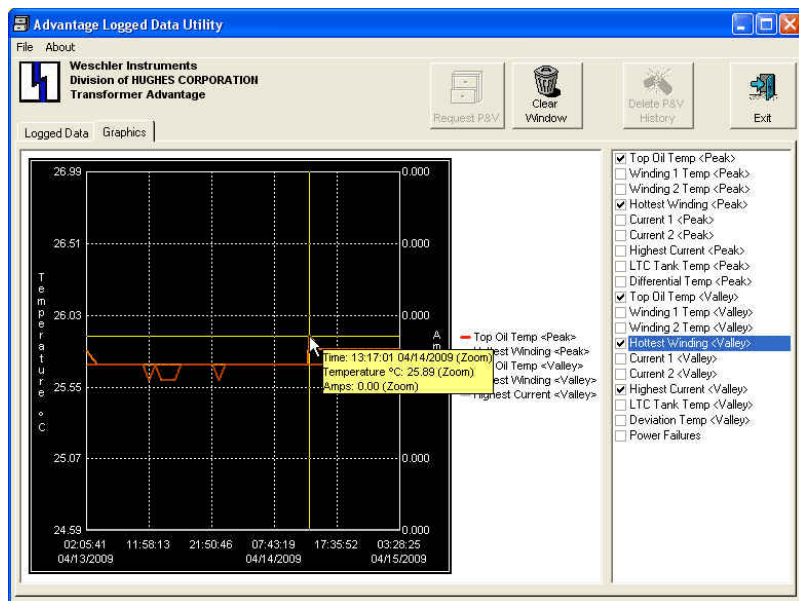 Advantage Logged Data Utility
File About
Weschler Instruments
Division of HUGHES CORPORATION
Transformer Advantage
Request P&V
Clear
Window
Delete P&V
History
Exit
Logged Data
Graphics
26.99
26.51
26.03
25.55
25.07
24.59
Temperature °C
0.000
0.000
0.000
0.000
0.000
Am
02:05:41
04/13/2009
11:58:13
21:50:46
07:43:19
04/14/2009
17:35:52
03:28:25
04/15/2009
Time: 13:17:01 04/14/2009 (Zoom)
Temperature °C: 25.89 (Zoom)
Amps: 0.00 (Zoom)
Top Oil Temp <Peak>
Winding <Peak>
Oil Temp <Valley>
Winding <Valley>
Highest Current <Valley>
Top Oil Temp <Peak>
Winding 1 Temp <Peak>
Winding 2 Temp <Peak>
Hottest Winding <Peak>
Current 1 <Peak>
Current 2 <Peak>
Highest Current <Peak>
LTC Tank Temp <Peak>
Differential Temp <Peak>
Top Oil Temp <Valley>
Winding 1 Temp <Valley>
Winding 2 Temp <Valley>
Hottest Winding <Valley>
Current 1 <Valley>
Current 2 <Valley>
Highest Current <Valley>
LTC Tank Temp <Valley>
Deviation Temp <Valley>
Power Failures